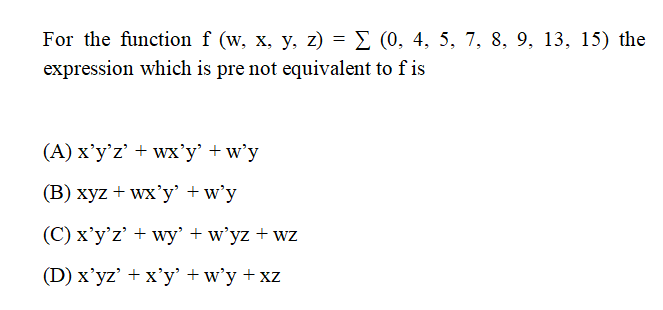 For the function f (w, x, y, z) = ∑ (0, 4, 5, 7, 8, 9, 13, 15) the
expression which is pre not equivalent to f is
(A) x’y’z’ + wx’y’ + w’y
(B) xyz + wx’y’ + w’y
(C) x’y’z’ + wy’ + w’yz + wz
(D) x’yz’ + x’y’ + w’y + xz